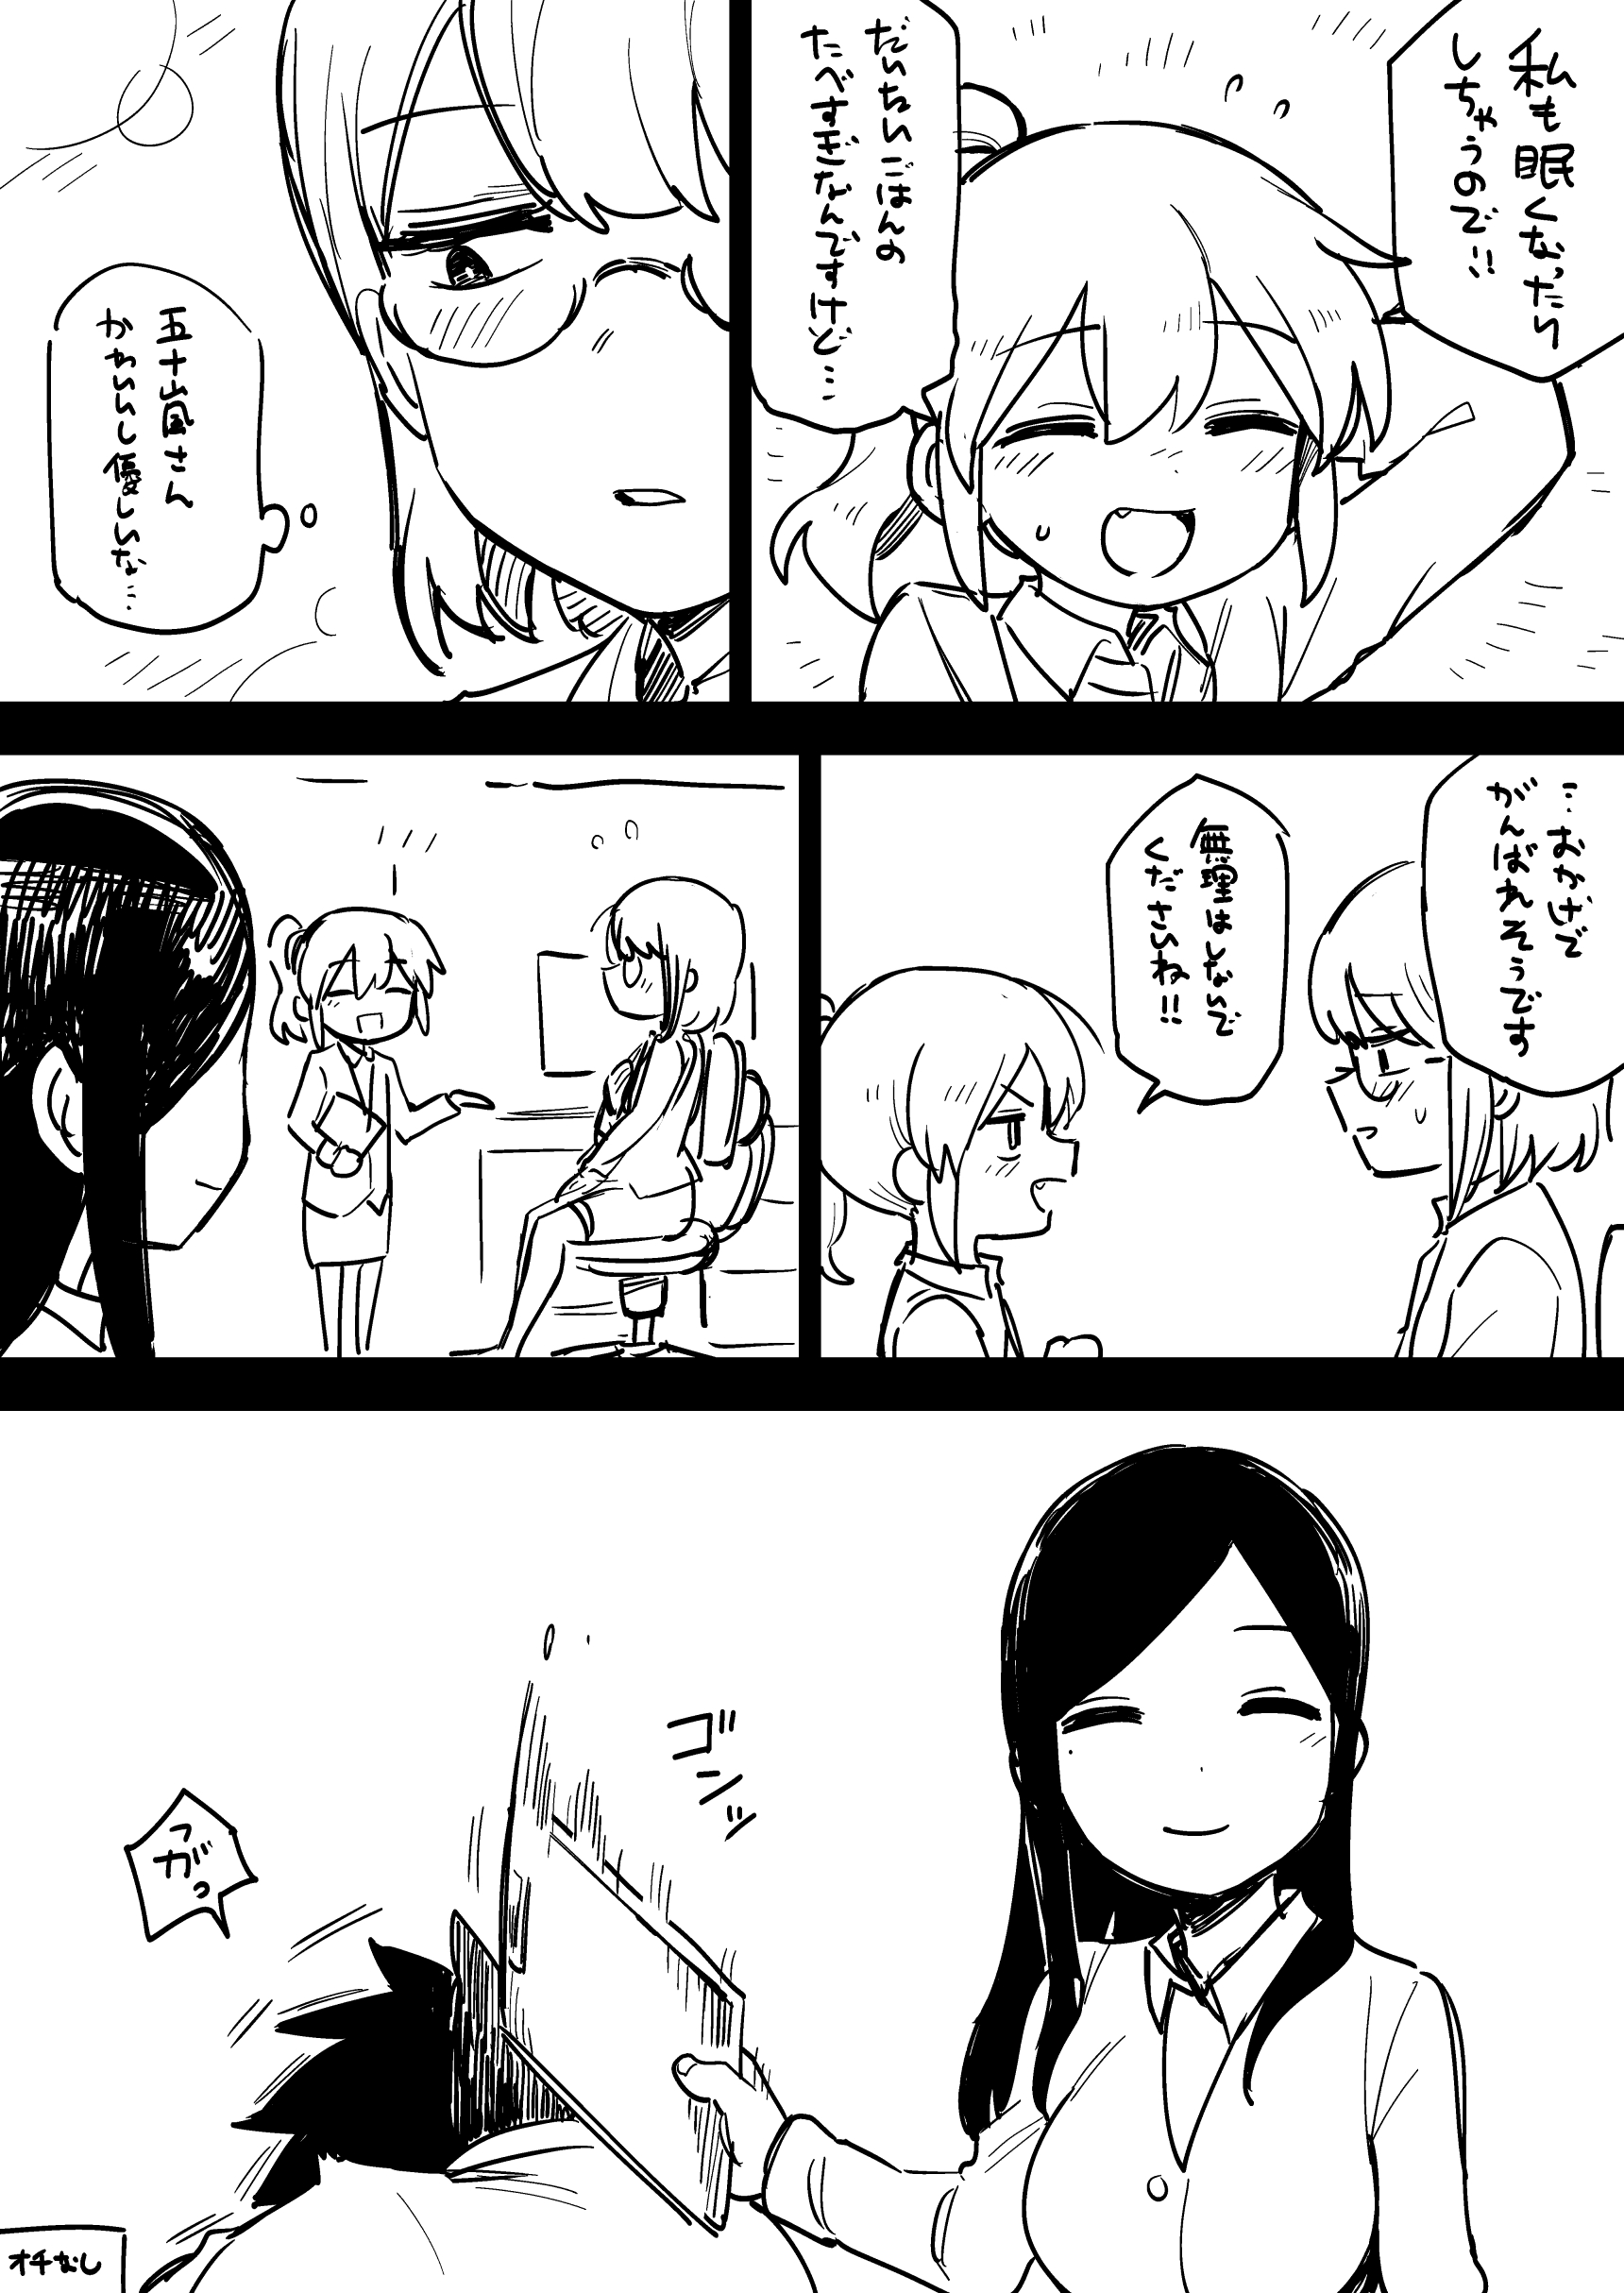 私も眠くなったり
しちゃうので!!
だいたいごはんの
たべすぎなんですけど…
五十嵐さん
かわいいし優しいな…
…おかげで
がんばれそうです
無理はしないで
くださいね!!
ゴンッ
っガっ
オチなし